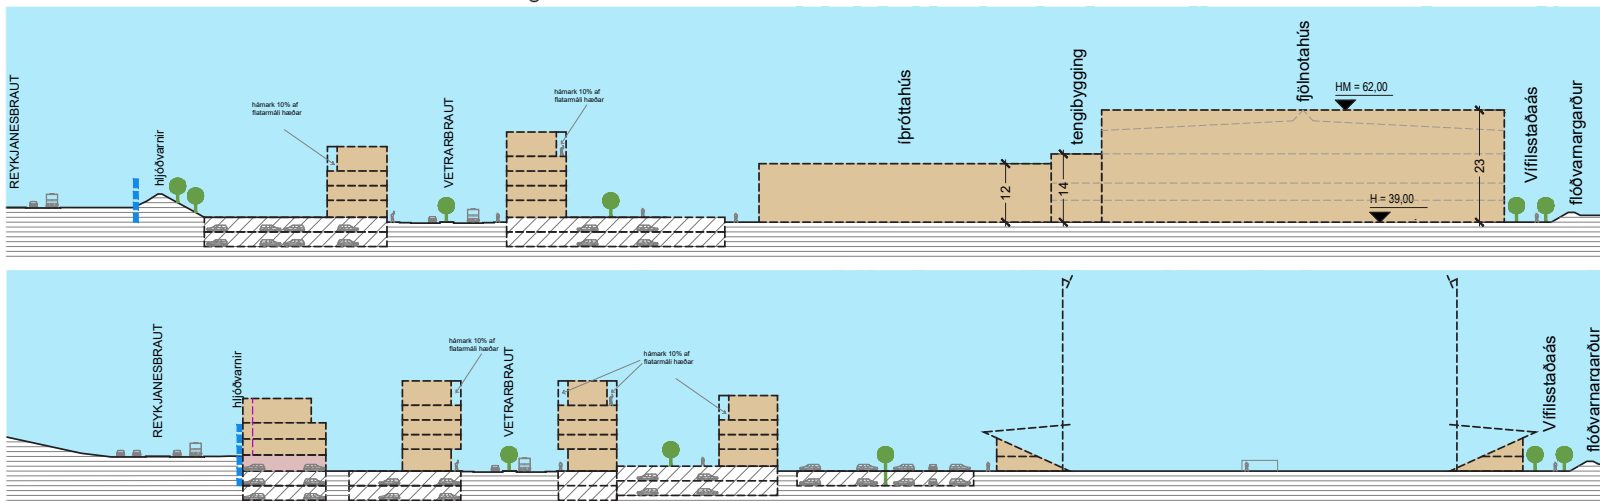 REYKJANESBRAUT
hljóðvarnir
hámark 10% af
flatarmáli hæðar
VETRARBRAUT
hámark 10% af
flatarmáli hæðar
íþróttahús
12
tengibygging
14
fjölnotahús
HM = 62,00
H = 39,00
23
Vífilsstaðaás
flóðvarnargarður
REYKJANESBRAUT
hljóðvarnir
hámark 10% af
flatarmáli hæðar
VETRARBRAUT
hámark 10% af
flatarmáli hæðar
Vífilsstaðaás
flóðvarnargarður